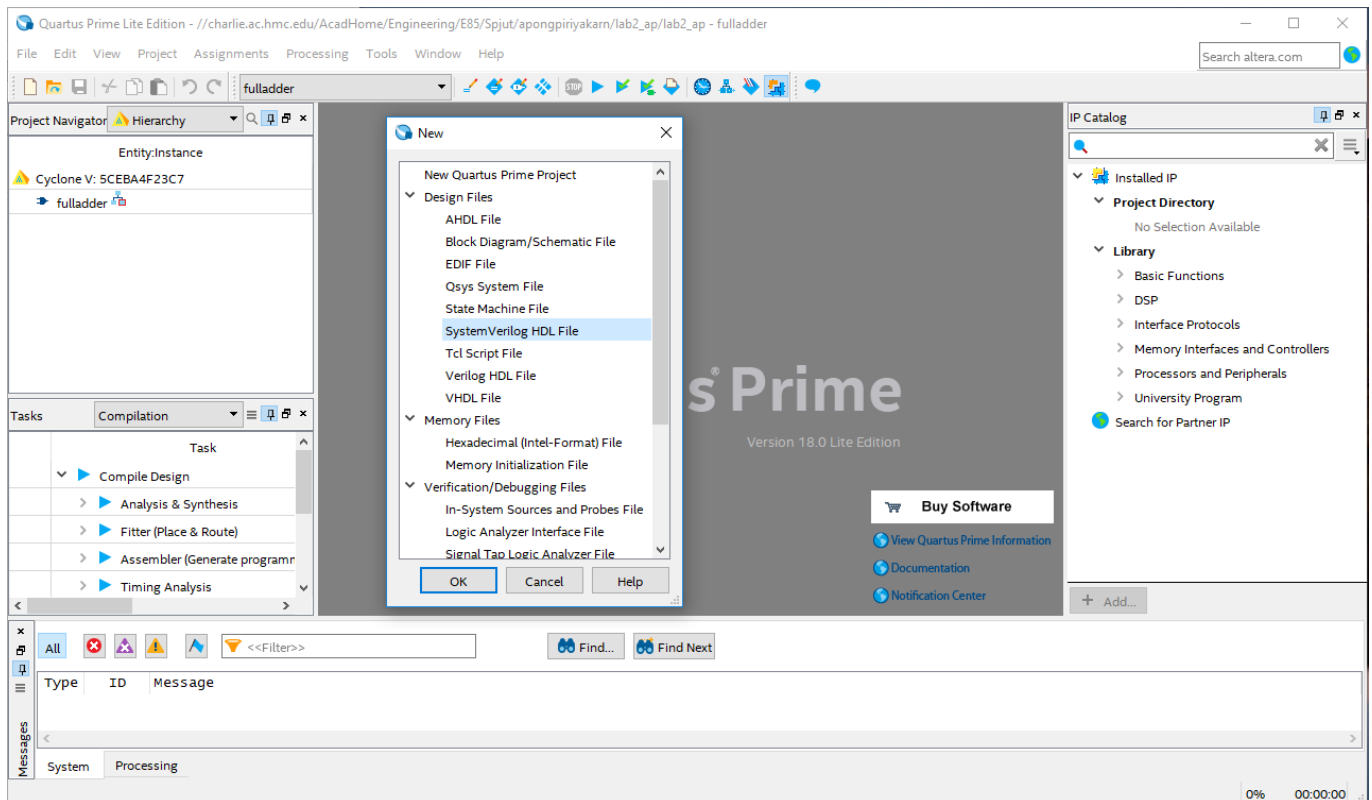 Quartus Prime Lite Edition - //charlie.ac.hmc.edu/AcadHome/Engineering/E85/Spjut/apongpiriyakarn/lab2_ap/lab2_ap - fulladder
File Edit View Project Assignments Processing Tools Window Help
Search altera.com
fulladder
STOP
Project Navigator Hierarchy
Entity:Instance
Cyclone V: 5CEBA4F23C7
fulladder
Tasks Compilation
Task
Compile Design
Analysis & Synthesis
Fitter (Place & Route)
Assembler (Generate programm
Timing Analysis
New
New Quartus Prime Project
Design Files
AHDL File
Block Diagram/Schematic File
EDIF File
Qsys System File
State Machine File
SystemVerilog HDL File
Tcl Script File
Verilog HDL File
VHDL File
Memory Files
Hexadecimal (Intel-Format) File
Memory Initialization File
Verification/Debugging Files
In-System Sources and Probes File
Logic Analyzer Interface File
Signal Tap Logic Analyzer File
OK Cancel Help
s® Prime
Version 18.0 Lite Edition
Buy Software
View Quartus Prime Information
Documentation
Notification Center
IP Catalog
Installed IP
Project Directory
No Selection Available
Library
Basic Functions
DSP
Interface Protocols
Memory Interfaces and Controllers
Processors and Peripherals
University Program
Search for Partner IP
+ Add...
All <<Filter>> Find... Find Next
Type ID Message
Messages
System Processing
0% 00:00:00